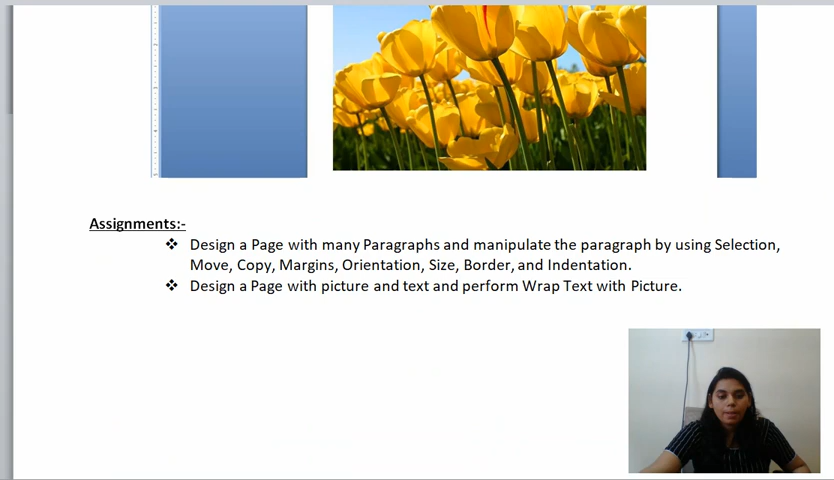 Assignments:-
❖ Design a Page with many Paragraphs and manipulate the paragraph by using Selection,
Move, Copy, Margins, Orientation, Size, Border, and Indentation.
❖ Design a Page with picture and text and perform Wrap Text with Picture.